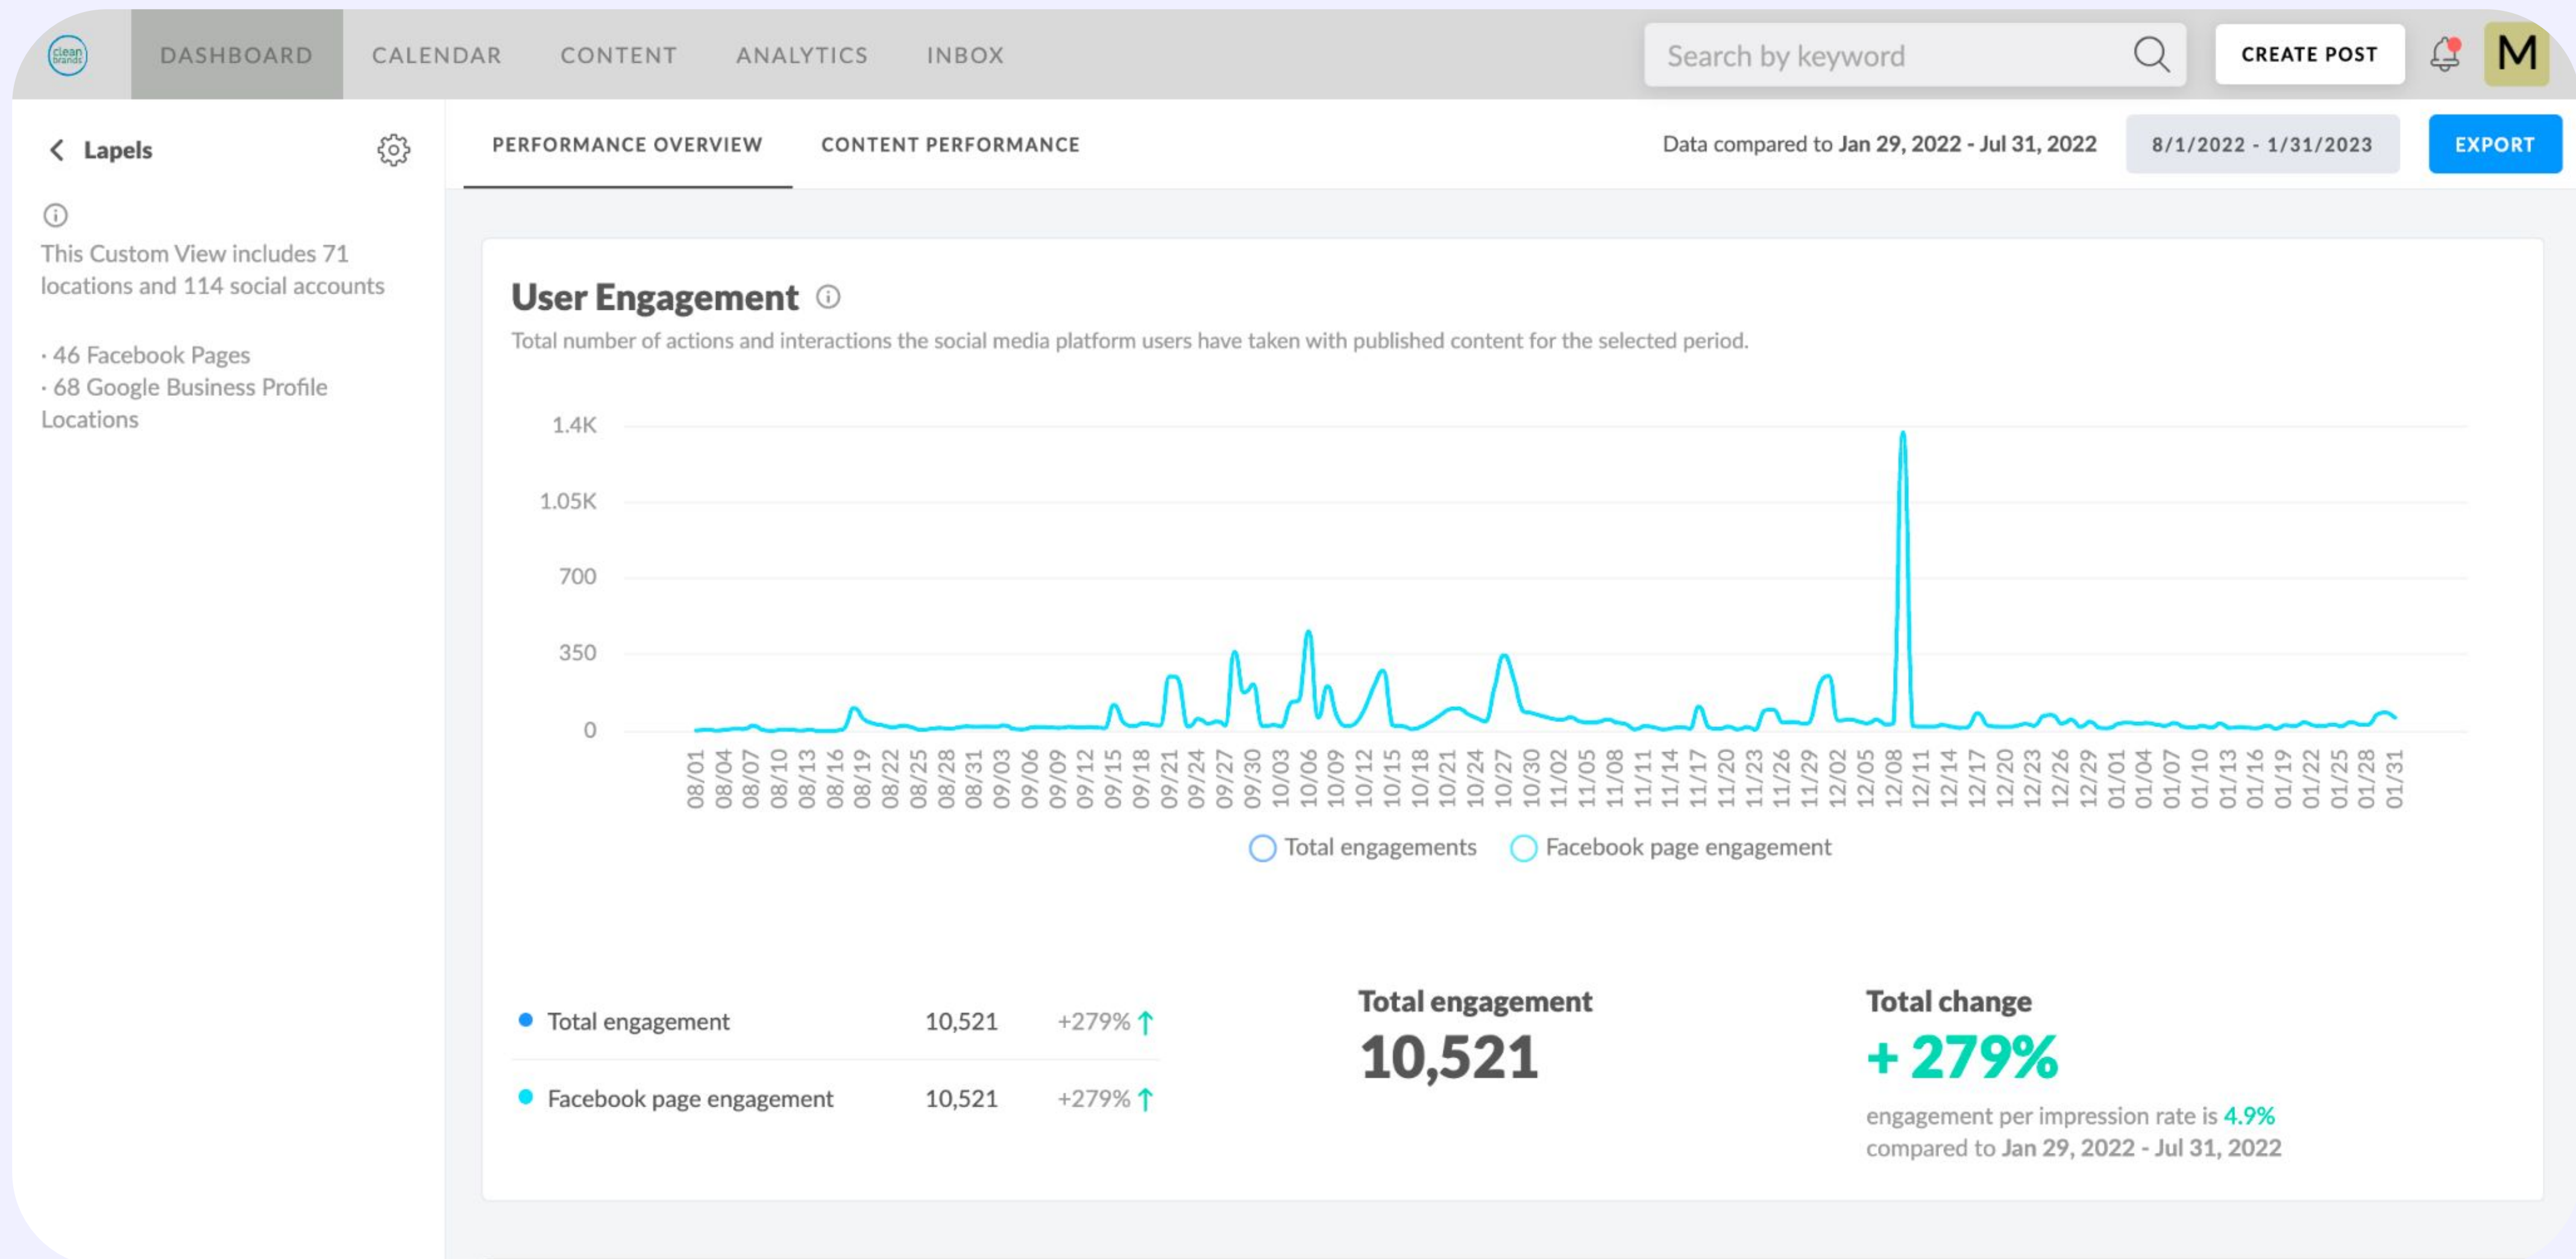 clean
brands
DASHBOARD CALENDAR CONTENT ANALYTICS INBOX Search by keyword CREATE POST M
Lapels
This Custom View includes 71
locations and 114 social accounts
· 46 Facebook Pages
· 68 Google Business Profile
Locations
PERFORMANCE OVERVIEW CONTENT PERFORMANCE Data compared to Jan 29, 2022 - Jul 31, 2022 8/1/2022 - 1/31/2023 EXPORT
User Engagement
Total number of actions and interactions the social media platform users have taken with published content for the selected period.
1.4K
1.05K
700
350
0
08/01 08/04 08/07 08/10 08/13 08/16 08/19 08/22 08/25 08/28 08/31 09/03 09/06 09/09 09/12 09/15 09/18 09/21 09/24 09/27 09/30 10/03 10/06 10/09 10/12 10/15 10/18 10/21 10/24 10/27 10/30 11/02 11/05 11/08 11/11 11/14 11/17 11/20 11/23 11/26 11/29 12/02 12/05 12/08 12/11 12/14 12/17 12/20 12/23 12/26 12/29 01/01 01/04 01/07 01/10 01/13 01/16 01/19 01/22 01/25 01/28 01/31
Total engagements Facebook page engagement
Total engagement 10,521 +279%
Facebook page engagement 10,521 +279%
Total engagement
10,521
Total change
+ 279%
engagement per impression rate is 4.9%
compared to Jan 29, 2022 - Jul 31, 2022